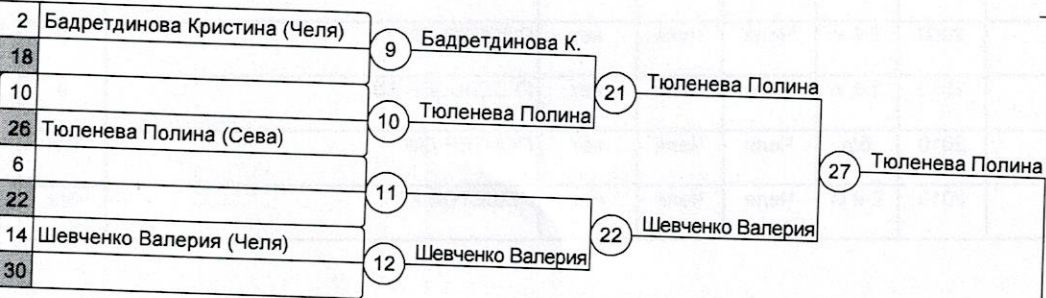 2 Бадретдинова Кристина (Челя)
18
9 Бадретдинова К.
10
26 Тюленева Полина (Сева)
10 Тюленева Полина
21 Тюленева Полина
6
22
11
14 Шевченко Валерия (Челя)
30
12 Шевченко Валерия
22 Шевченко Валерия
27 Тюленева Полина